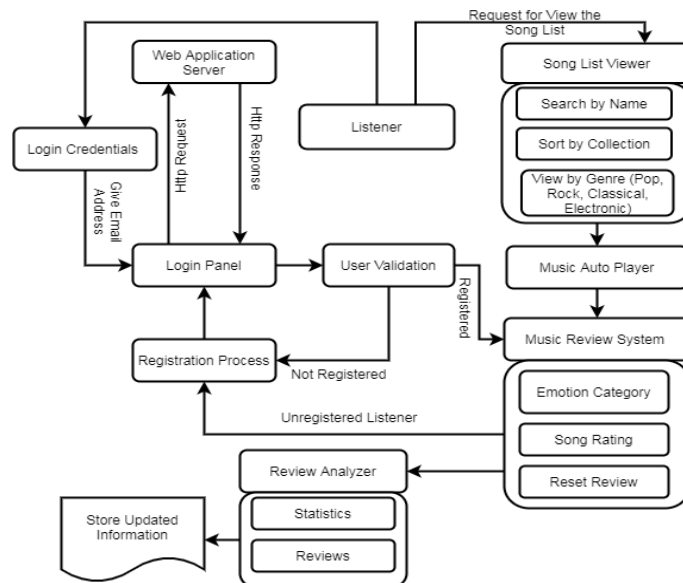 Request for View the
Song List
Web Application
Server
Song List Viewer
Search by Name
Listener
Login Credentials
Sort by Collection
Http Request
Http Response
View by Genre (Pop,
Rock, Classical,
Electronic)
Give Email
Address
Login Panel
User Validation
Music Auto Player
Registered
Registration Process
Not Registered
Music Review System
Emotion Category
Unregistered Listener
Song Rating
Review Analyzer
Reset Review
Statistics
Store Updated
Information
Reviews